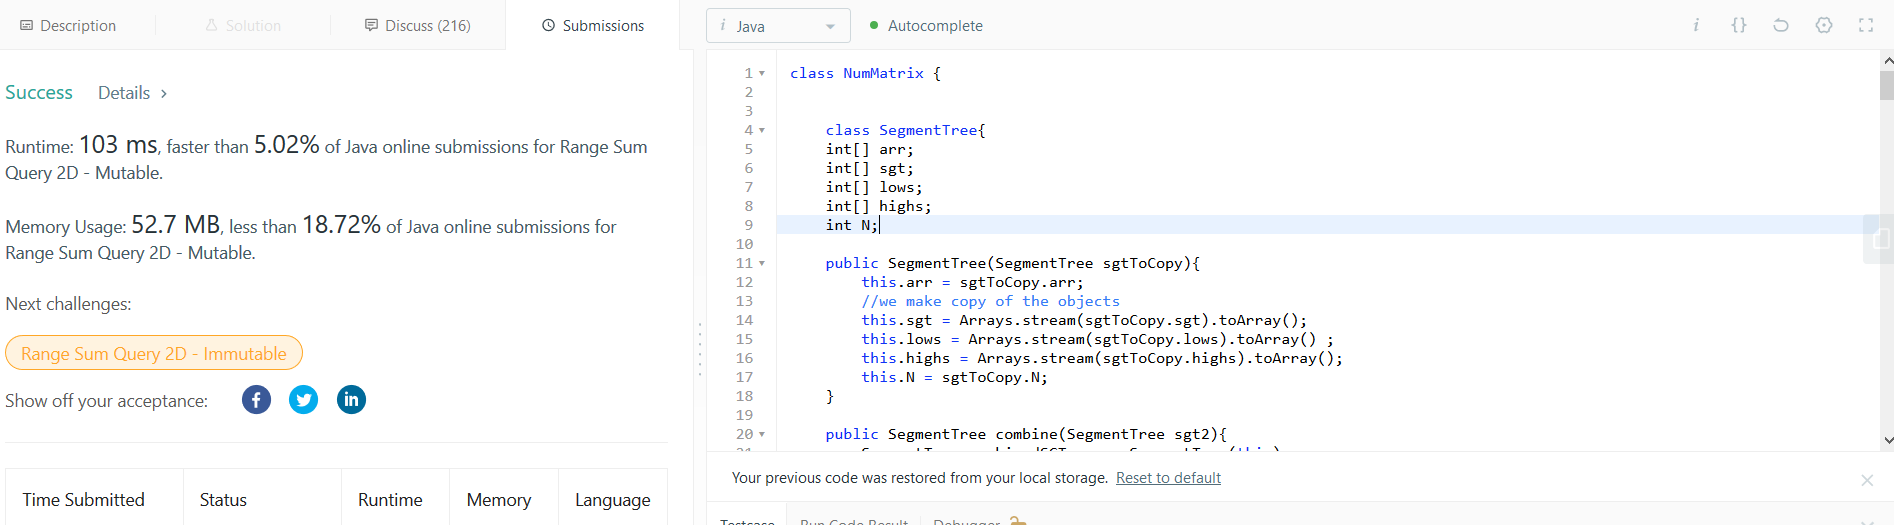 Description
Solution
Discuss (216)
Submissions
i Java
Autocomplete
Success Details >
Runtime: 103 ms, faster than 5.02% of Java online submissions for Range Sum
Query 2D - Mutable.
Memory Usage: 52.7 MB, less than 18.72% of Java online submissions for
Range Sum Query 2D - Mutable.
Next challenges:
Range Sum Query 2D - Immutable
Show off your acceptance:
Time Submitted Status Runtime Memory Language
1 class NumMatrix {
2
3
4 class SegmentTree{
5 int[] arr;
6 int[] sgt;
7 int[] lows;
8 int[] highs;
9 int N;
10
11 public SegmentTree(SegmentTree sgtToCopy){
12 this.arr = sgtToCopy.arr;
13 //we make copy of the objects
14 this.sgt = Arrays.stream(sgtToCopy.sgt).toArray();
15 this.lows = Arrays.stream(sgtToCopy.lows).toArray() ;
16 this.highs = Arrays.stream(sgtToCopy.highs).toArray();
17 this.N = sgtToCopy.N;
18 }
19
20 public SegmentTree combine(SegmentTree sgt2){
Your previous code was restored from your local storage. Reset to default
Testcase Run Code Result Debugger